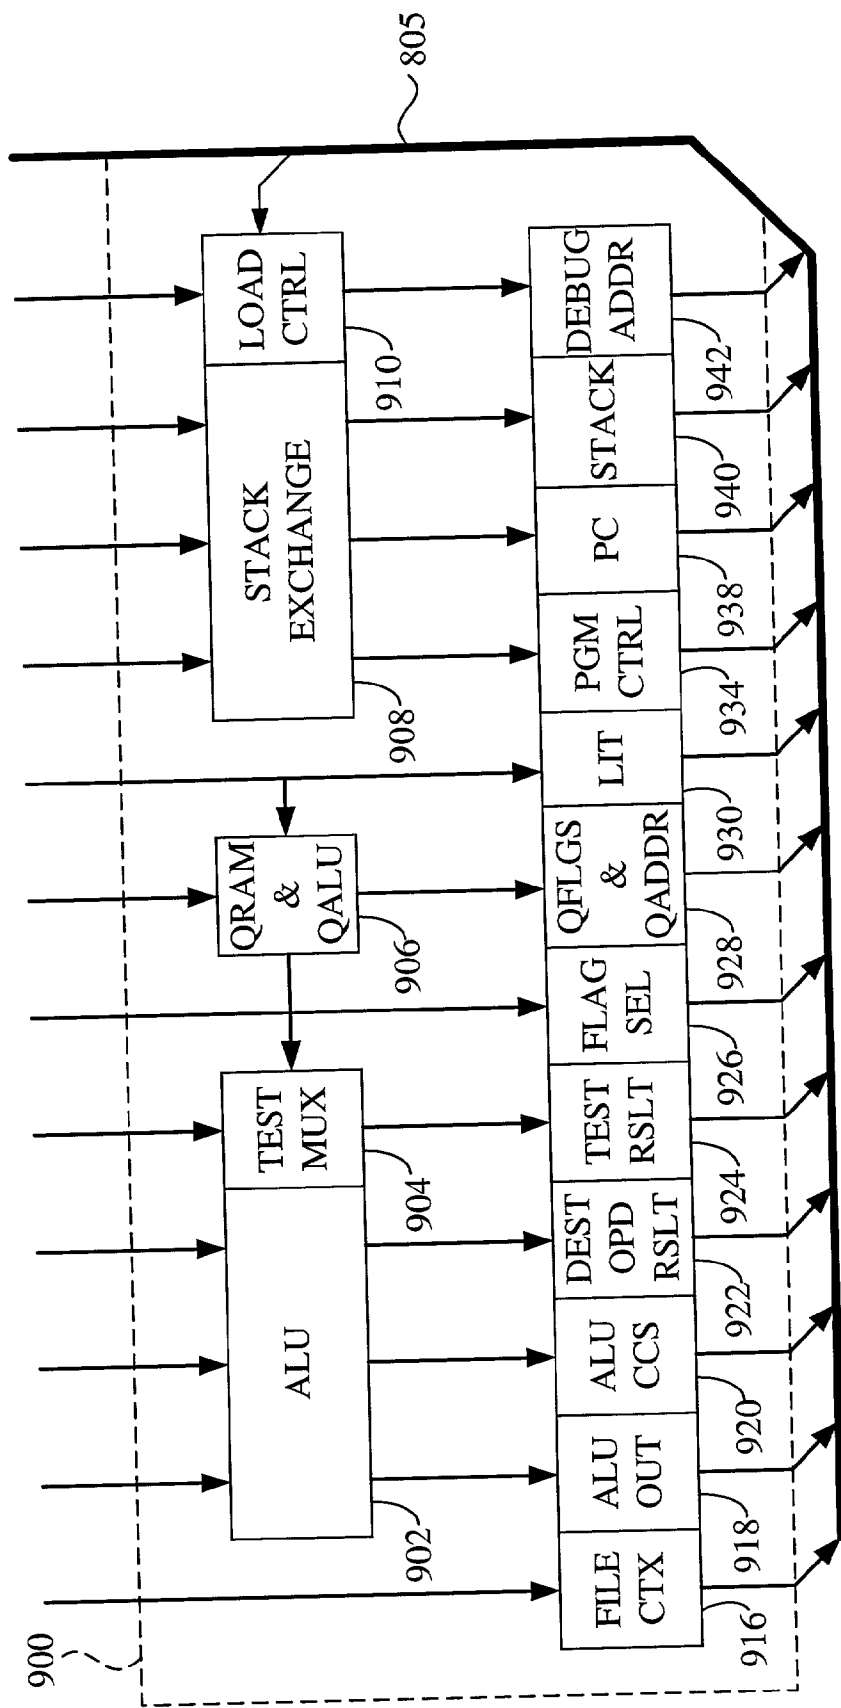 900
805
ALU
902
TEST
MUX
904
QRAM
&
QALU
906
STACK
EXCHANGE
908
LOAD
CTRL
910
FILE
CTX
916
ALU
OUT
918
ALU
CCS
920
DEST
OPD
RSLT
922
TEST
RSLT
924
FLAG
SEL
926
QFLGS
&
QADDR
928
LIT
930
PGM
CTRL
934
PC
938
STACK
940
DEBUG
ADDR
942